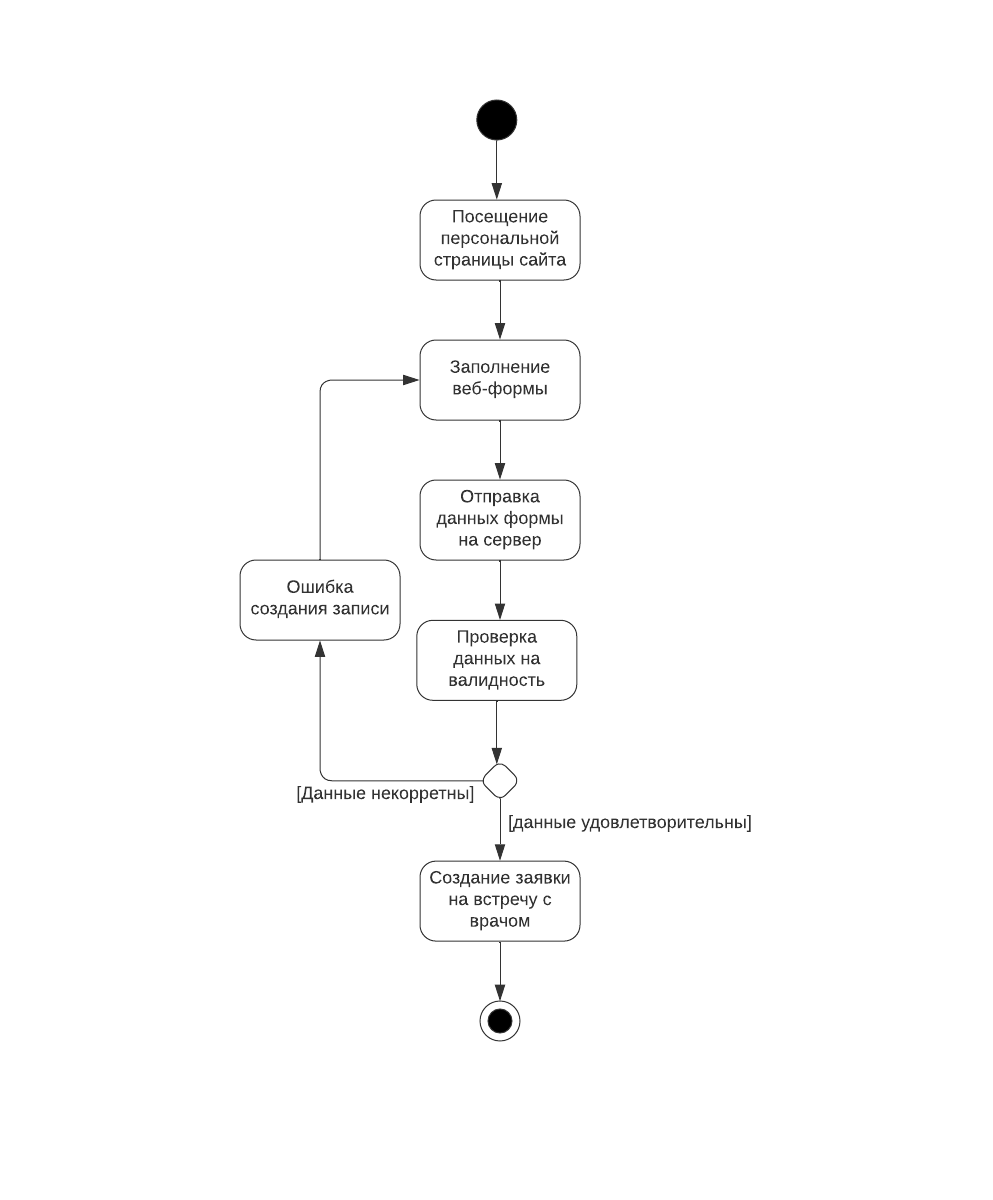 Посещение
персональной
страницы сайта
Заполнение
веб-формы
Отправка
данных формы
на сервер
Ошибка
создания записи
Проверка
данных на
валидность
[Данные некорретны]
[данные удовлетворительны]
Создание заявки
на встречу с
врачом